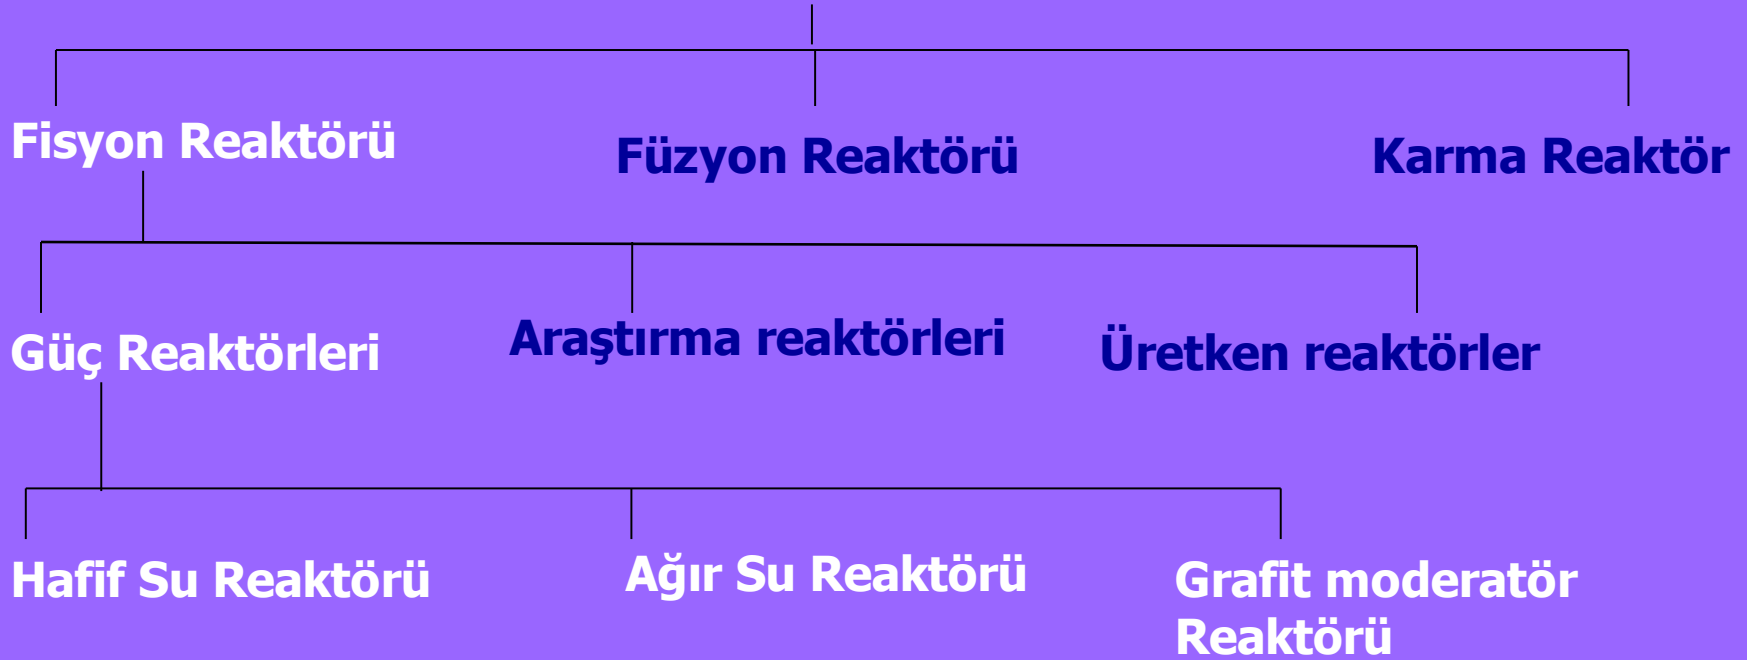 Fisyon Reaktörü
Füzyon Reaktörü
Karma Reaktör
Güç Reaktörleri
Araştırma reaktörleri
Üretken reaktörler
Hafif Su Reaktörü
Ağır Su Reaktörü
Grafit moderatör
Reaktörü